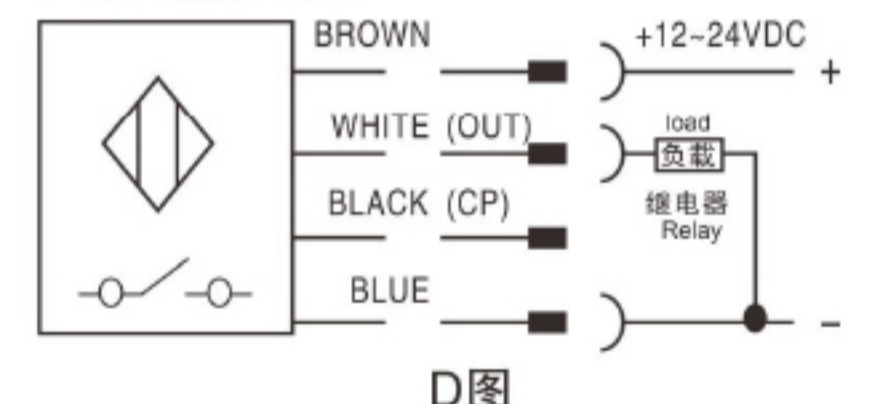 BROWN
+12~24VDC
+
WHITE (OUT)
load
负载
BLACK (CP)
继电器
Relay
BLUE
–
D图